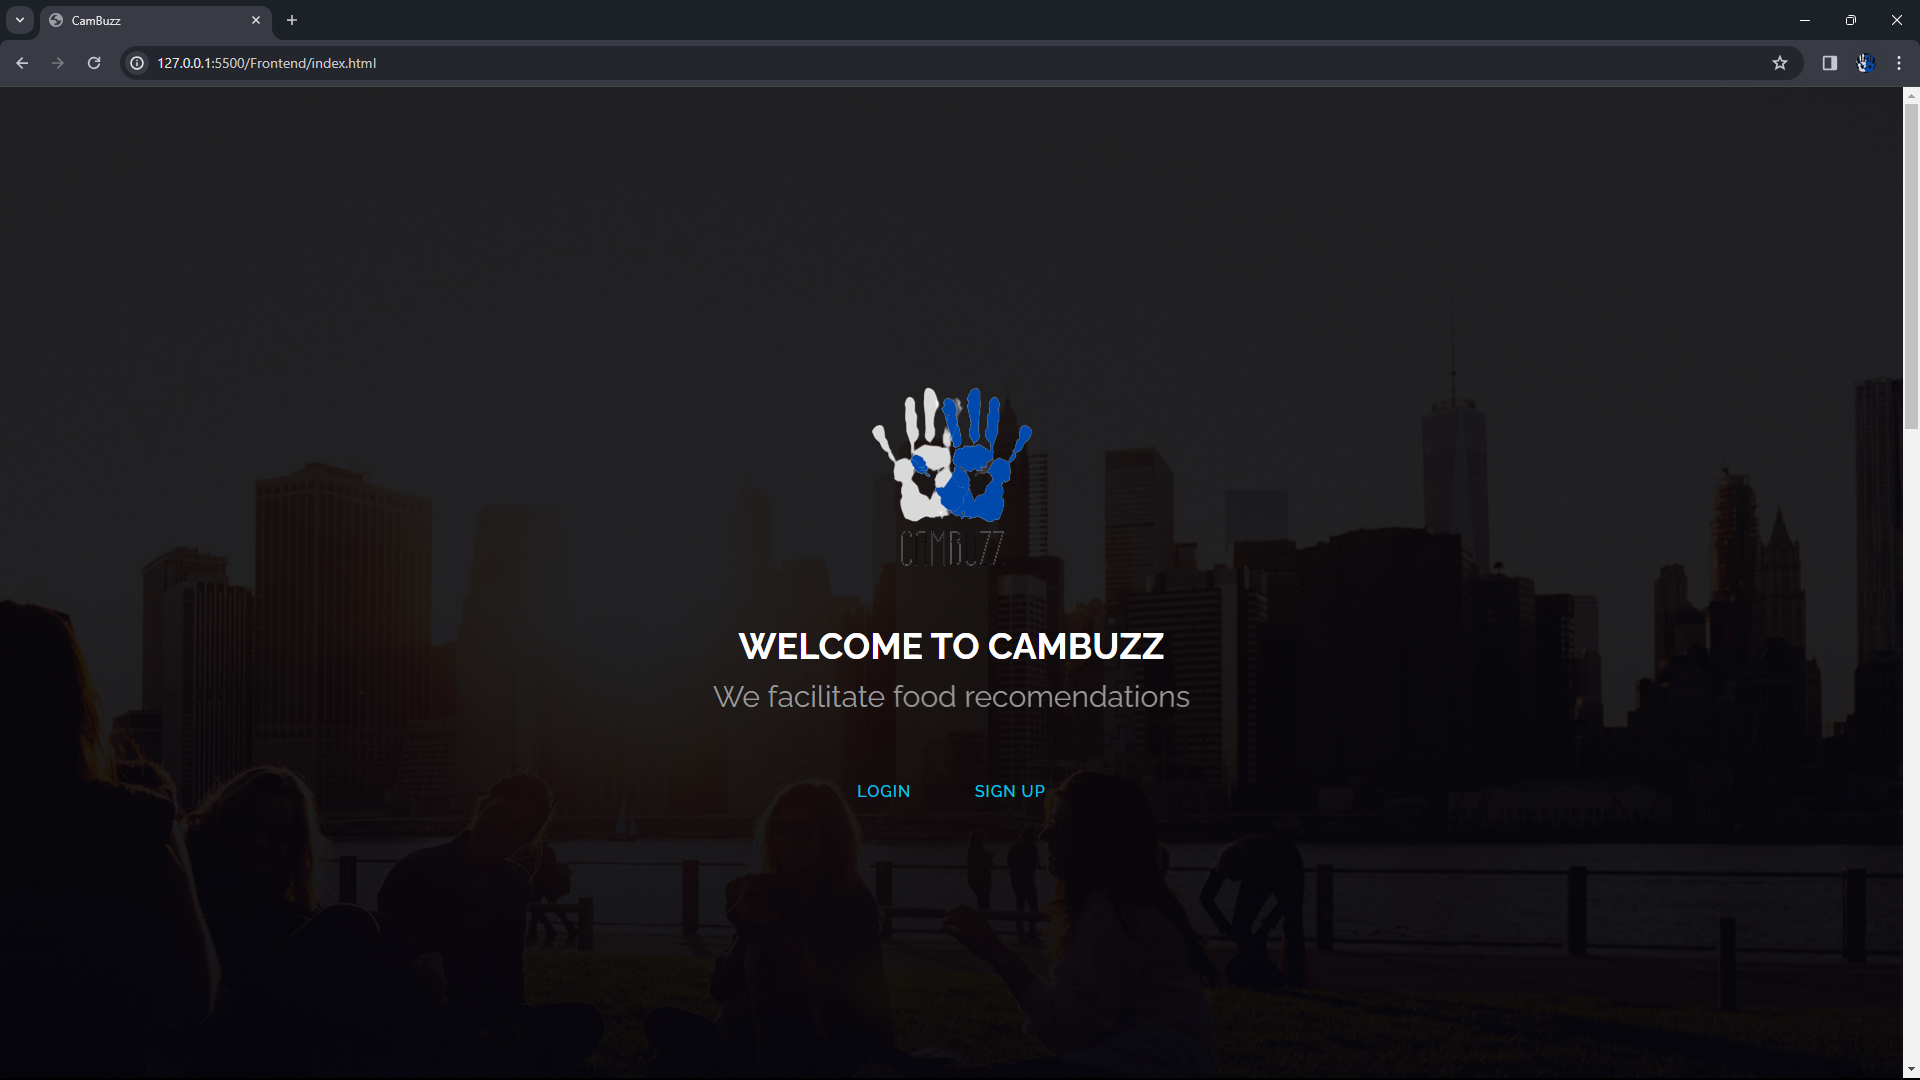 CamBuzz
127.0.0.1:5500/Frontend/index.html
CAMBUZZ
WELCOME TO CAMBUZZ
We facilitate food recomendations
LOGIN SIGN UP